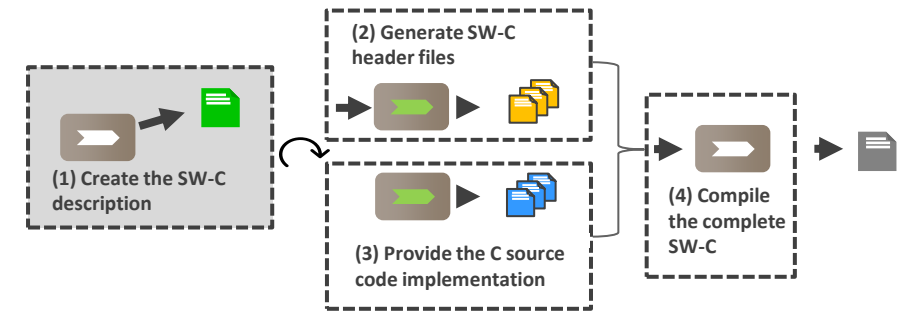 (1) Create the SW-C
description
(2) Generate SW-C
header files
(3) Provide the C source
code implementation
(4) Compile
the complete
SW-C